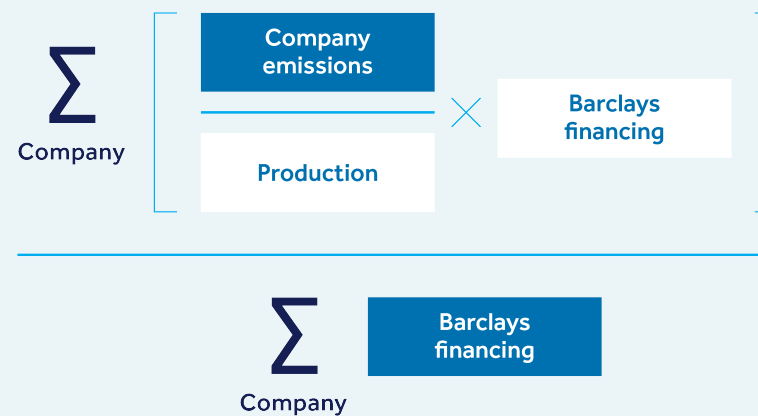 Σ
Company
Company
emissions
Production
×
Barclays
financing
Σ
Company
Barclays
financing